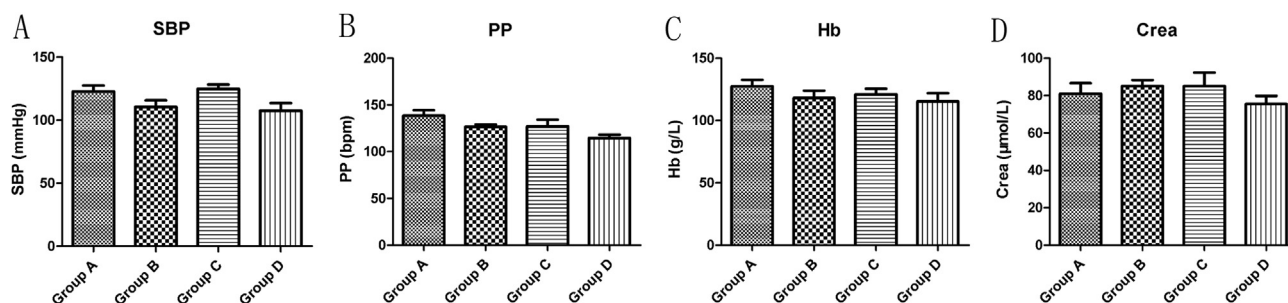 A
SBP
SBP (mmHg)
150
100
50
0
Group A
Group B
Group C
Group D
B
PP
PP (bpm)
200
150
100
50
0
Group A
Group B
Group C
Group D
C
Hb
Hb (g/L)
150
100
50
0
Group A
Group B
Group C
Group D
D
Crea
Crea (μmol/L)
100
80
60
40
20
0
Group A
Group B
Group C
Group D